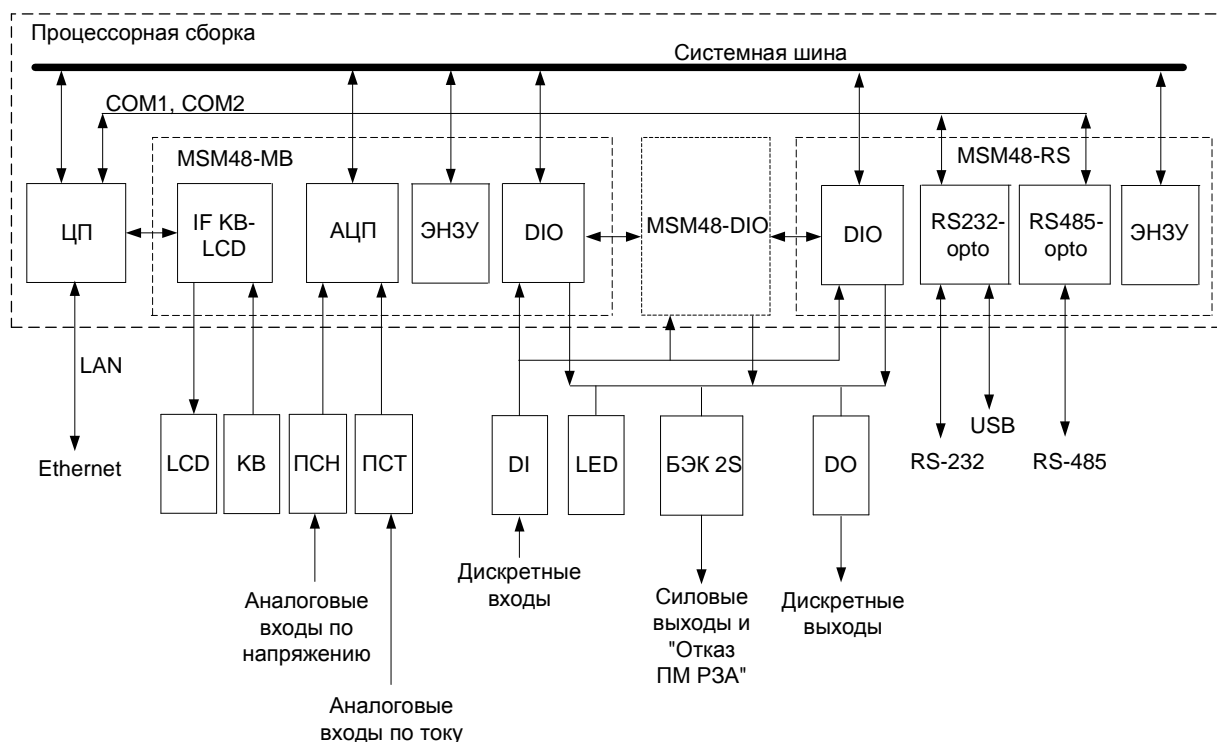 Процессорная сборка
Системная шина
COM1, COM2
MSM48-MB
MSM48-RS
ЦП
IF KB-
LCD
АЦП
ЭНЗУ
DIO
MSM48-DIO
DIO
RS232-
opto
RS485-
opto
ЭНЗУ
LAN
Ethernet
LCD
KB
ПСН
ПСТ
DI
LED
БЭК 2S
DO
USB
RS-232
RS-485
Аналоговые
входы по
напряжению
Аналоговые
входы по току
Дискретные
входы
Силовые
выходы и
"Отказ
ПМ РЗА"
Дискретные
выходы